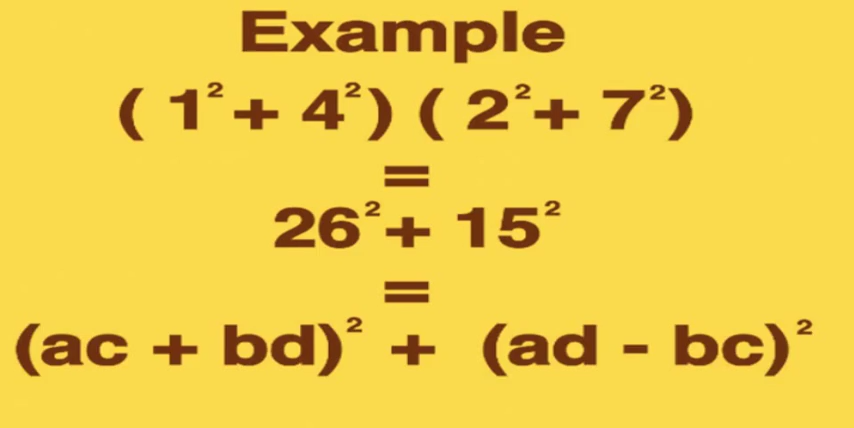 Example
( 1²+ 4²) ( 2²+ 7²)
=
26²+ 15²
=
(ac + bd)² + (ad - bc)²